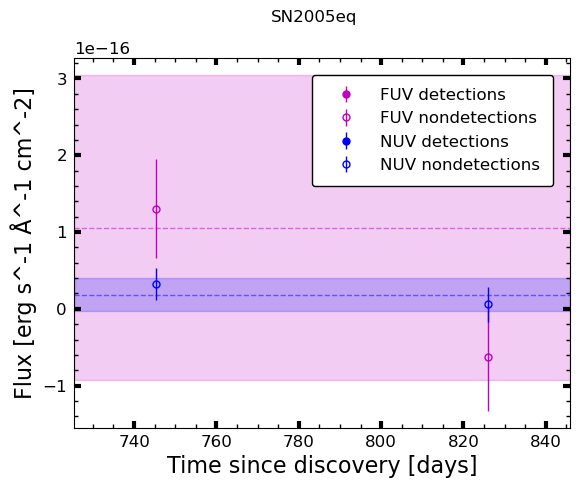 SN2005eq
1e−16
FUV detections
FUV nondetections
NUV detections
NUV nondetections
3
2
1
0
−1
Flux [erg s^-1 Å^-1 cm^-2]
740 760 780 800 820 840
Time since discovery [days]